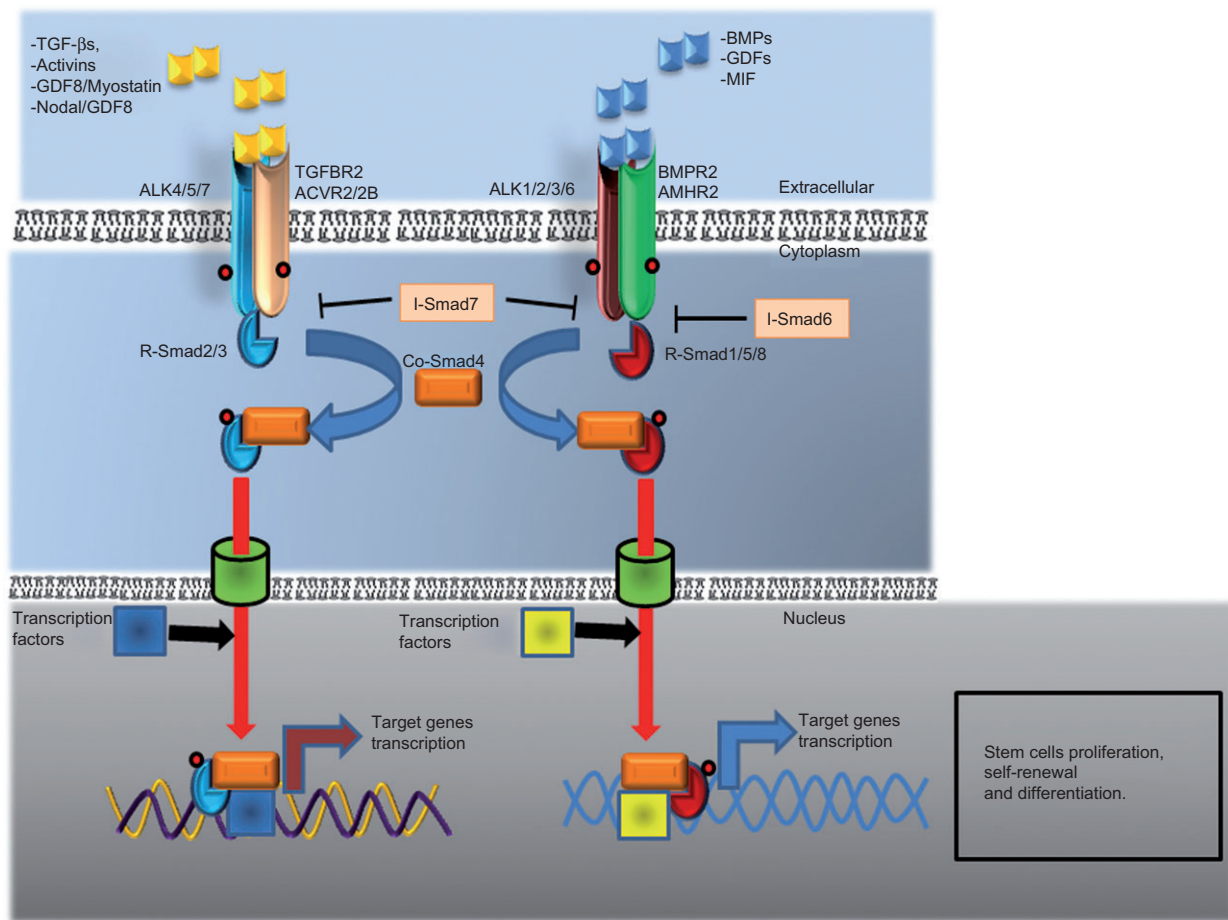 -TGF-βs,
-Activins
-GDF8/Myostatin
-Nodal/GDF8
-BMPs
-GDFs
-MIF
ALK4/5/7
TGFBR2
ACVR2/2B
ALK1/2/3/6
BMPR2
AMHR2
Extracellular
Cytoplasm
I-Smad7
I-Smad6
R-Smad2/3
Co-Smad4
R-Smad1/5/8
Transcription
factors
Transcription
factors
Nucleus
Target genes
transcription
Target genes
transcription
Stem cells proliferation,
self-renewal
and differentiation.